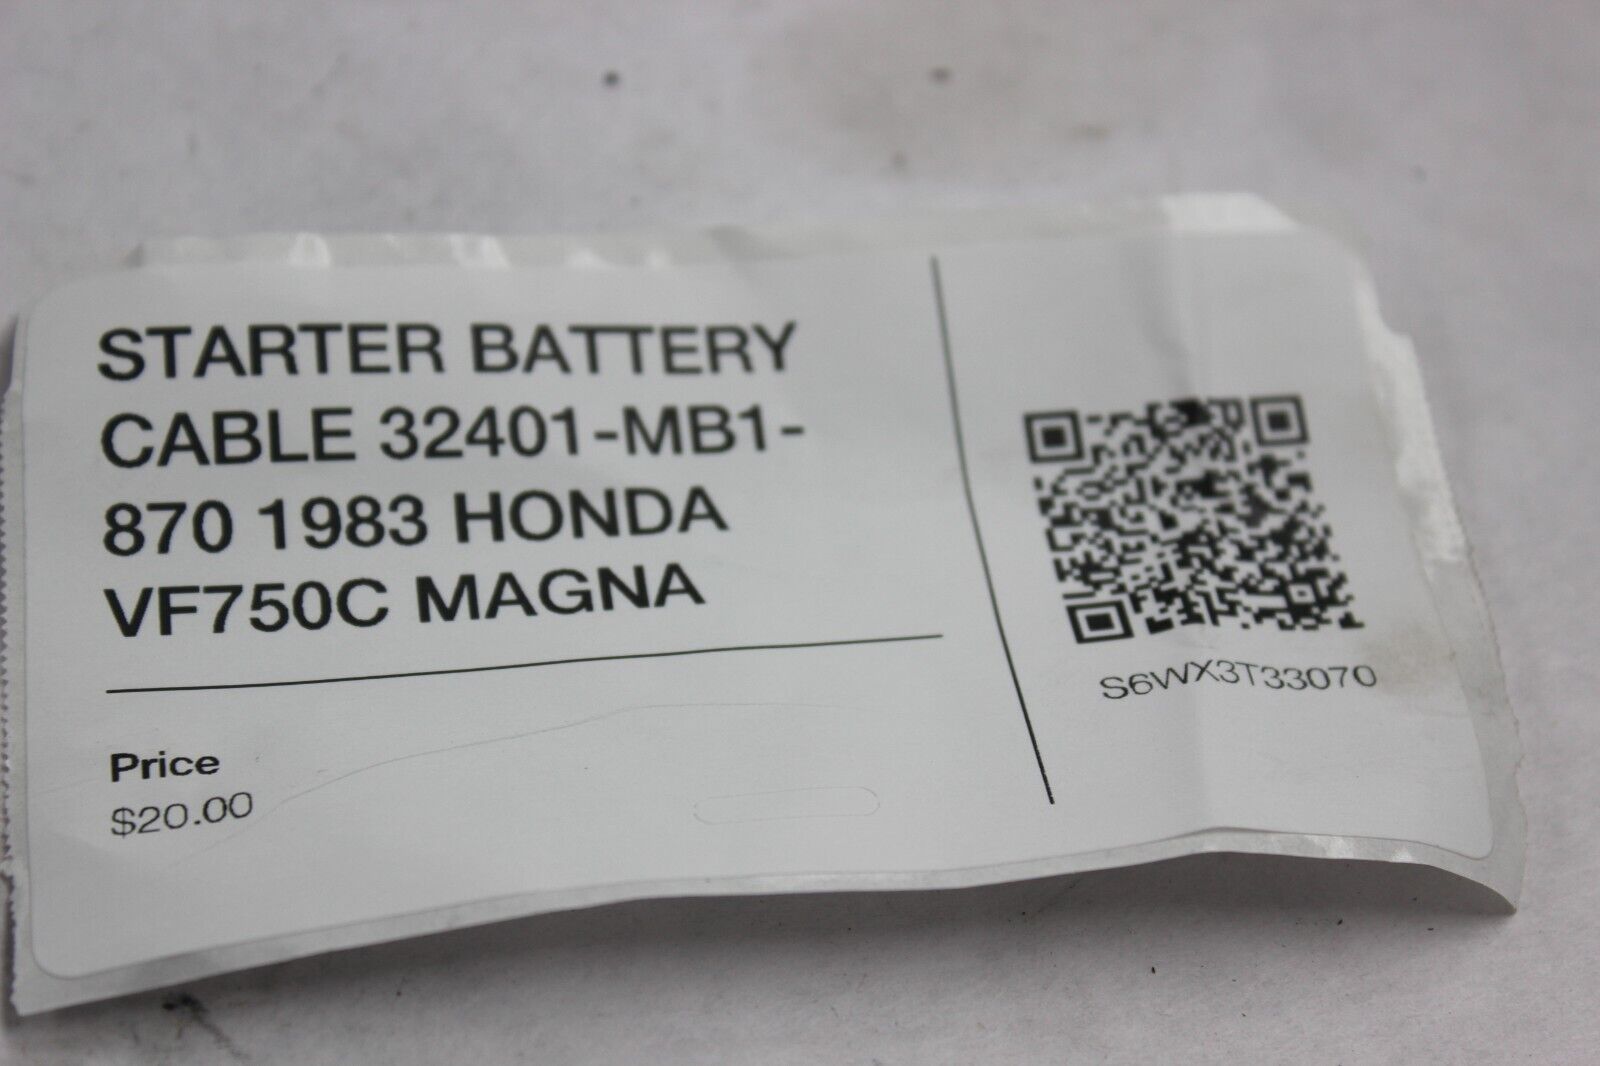 STARTER BATTERY
CABLE 32401-MB1-
870 1983 HONDA
VF750C MAGNA
Price
$20.00
S6WX3T33070